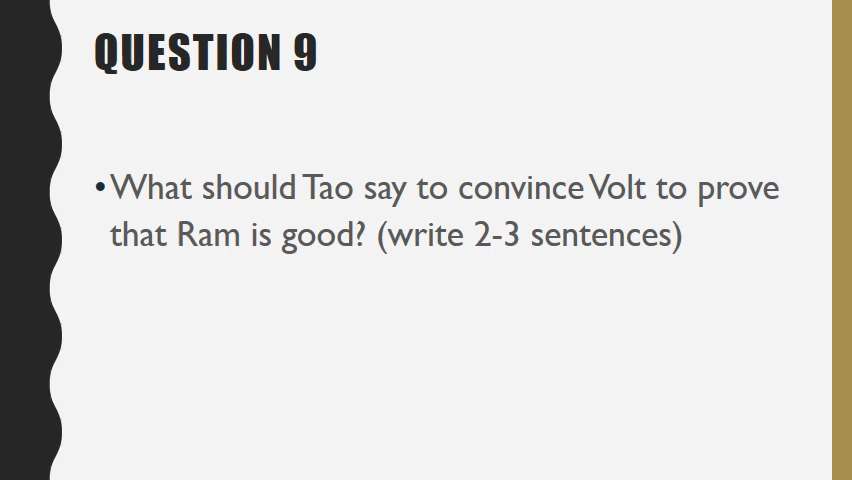 QUESTION 9
•What should Tao say to convince Volt to prove
that Ram is good? (write 2-3 sentences)